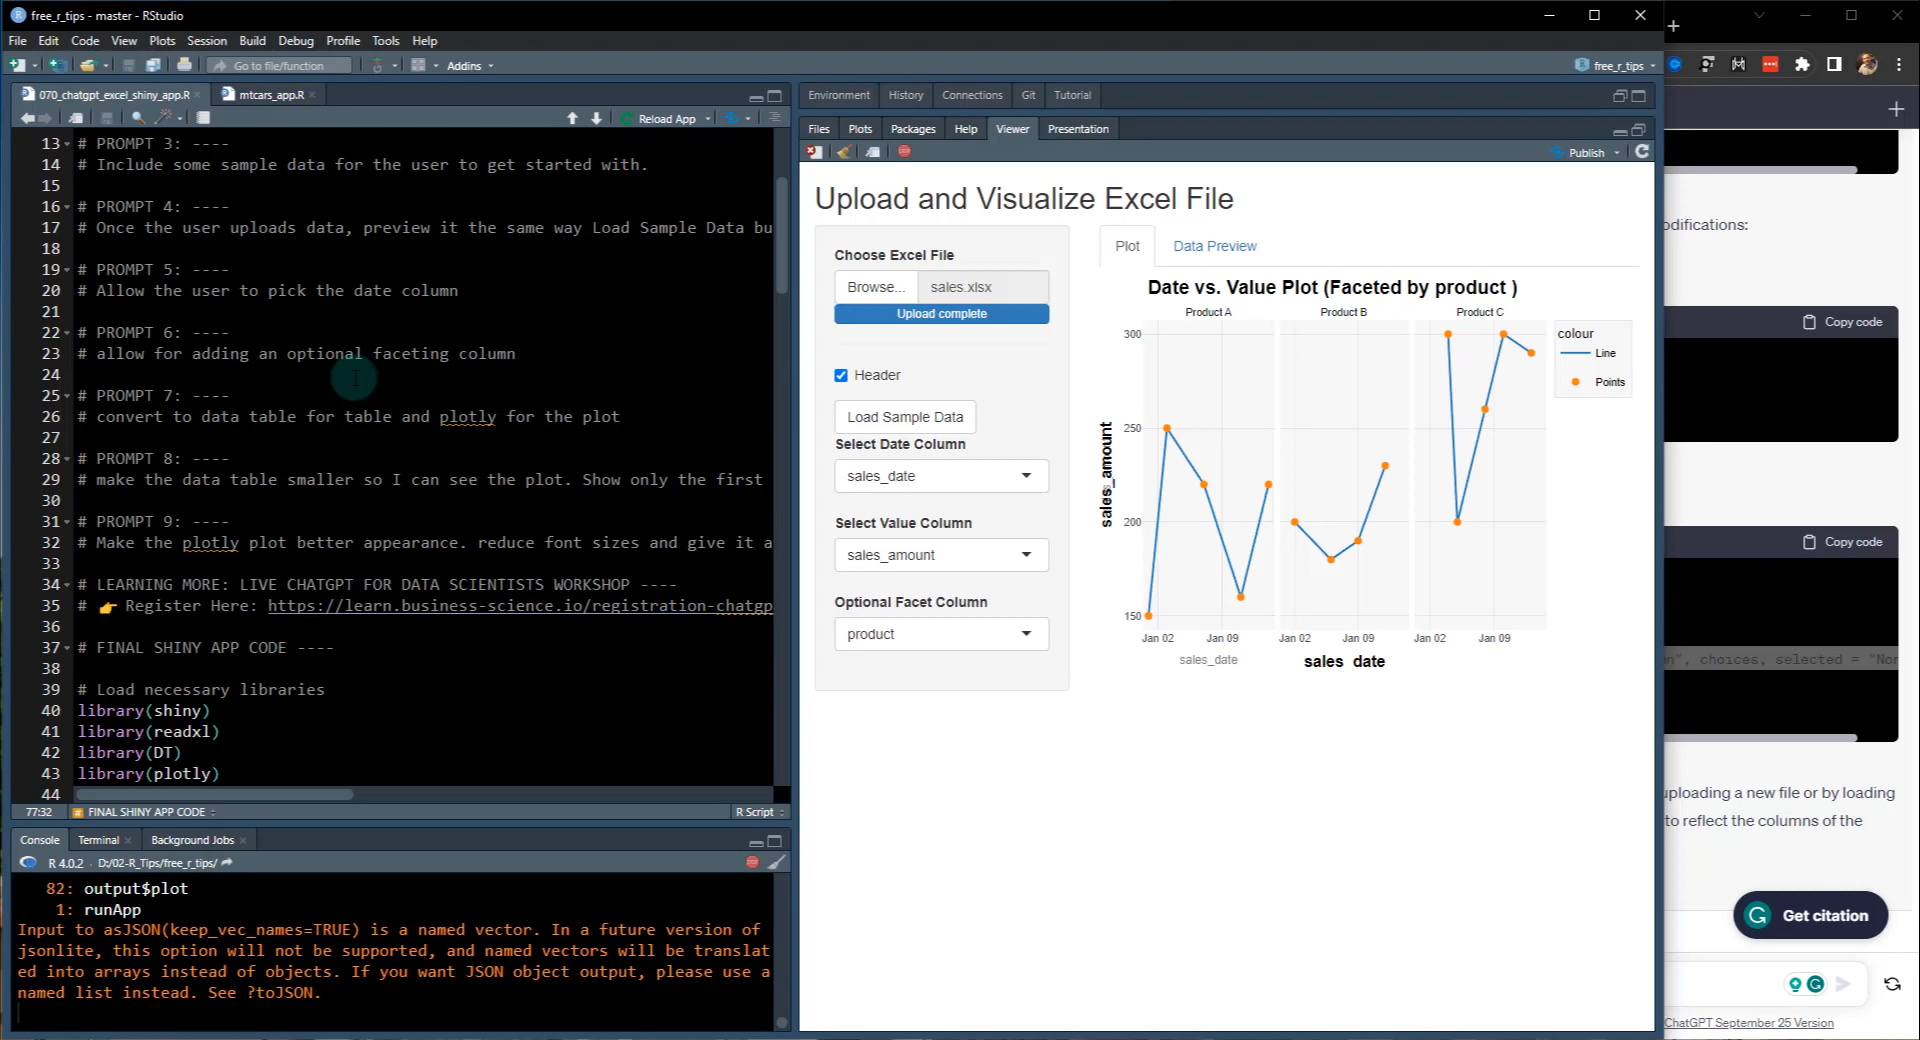 free_r_tips - master - RStudio
File Edit Code View Plots Session Build Debug Profile Tools Help
Go to file/function Addins free_r_tips
070_chatgpt_excel_shiny_app.R mtcars_app.R
Reload App
13 # PROMPT 3: ----
14 # Include some sample data for the user to get started with.
15
16 # PROMPT 4: ----
17 # Once the user uploads data, preview it the same way Load Sample Data bu
18
19 # PROMPT 5: ----
20 # Allow the user to pick the date column
21
22 # PROMPT 6: ----
23 # allow for adding an optional faceting column
24
25 # PROMPT 7: ----
26 # convert to data table for table and plotly for the plot
27
28 # PROMPT 8: ----
29 # make the data table smaller so I can see the plot. Show only the first
30
31 # PROMPT 9: ----
32 # Make the plotly plot better appearance. reduce font sizes and give it a
33
34 # LEARNING MORE: LIVE CHATGPT FOR DATA SCIENTISTS WORKSHOP ----
35 # 👉 Register Here: https://learn.business-science.io/registration-chatgp
36
37 # FINAL SHINY APP CODE ----
38
39 # Load necessary libraries
40 library(shiny)
41 library(readxl)
42 library(DT)
43 library(plotly)
44
77:32 # FINAL SHINY APP CODE R Script
Console Terminal Background Jobs
R 4.0.2 · D:/02-R_Tips/free_r_tips/
82: output$plot
1: runApp
Input to asJSON(keep_vec_names=TRUE) is a named vector. In a future version of
jsonlite, this option will not be supported, and named vectors will be translat
ed into arrays instead of objects. If you want JSON object output, please use a
named list instead. See ?toJSON.
Environment History Connections Git Tutorial
Files Plots Packages Help Viewer Presentation
Publish
Upload and Visualize Excel File
Choose Excel File
Browse... sales.xlsx
Upload complete
Header
Load Sample Data
Select Date Column
sales_date
Select Value Column
sales_amount
Optional Facet Column
product
Plot Data Preview
Date vs. Value Plot (Faceted by product )
Product A Product B Product C
300
250
200
150
sales_amount
Jan 02 Jan 09 Jan 02 Jan 09 Jan 02 Jan 09
sales_date
sales_date
colour
Line
Points
odifications:
Copy code
Copy code
n", choices, selected = "Nor
uploading a new file or by loading
to reflect the columns of the
Get citation
ChatGPT September 25 Version